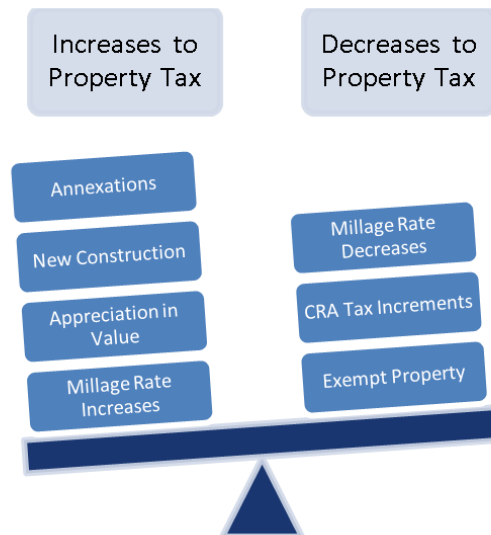 Increases to
Property Tax
Decreases to
Property Tax
Annexations
New Construction
Appreciation in
Value
Millage Rate
Increases
Millage Rate
Decreases
CRA Tax Increments
Exempt Property